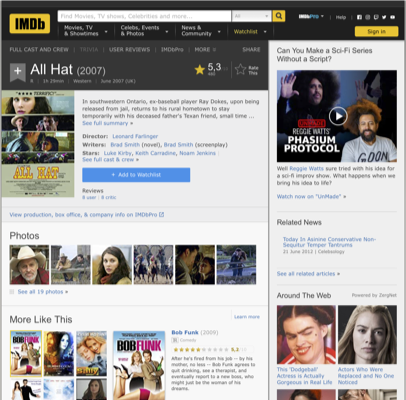 IMDb
Find Movies, TV shows, Celebrities and more...
All
IMDbPro
Help
Movies, TV & Showtimes
Celebs, Events & Photos
News & Community
Watchlist
Sign in
FULL CAST AND CREW | TRIVIA | USER REVIEWS | IMDbPro | MORE
SHARE
All Hat (2007)
1h 29min | Western | June 2007 (UK)
5,3
Rate This
In southwestern Ontario, ex-baseball player Ray Dokes, upon being
released from jail, returns to his rural hometown to stay
temporarily with his deceased father's Texan friend, small time ...
See full summary »
Director: Leonard Farlinger
Writers: Brad Smith (novel), Brad Smith (screenplay)
Stars: Luke Kirby, Keith Carradine, Noam Jenkins
See full cast & crew »
ALL HAT
+ Add to Watchlist
Reviews
8 user | 8 critic
View production, box office, & company info on IMDbPro
Photos
See all 19 photos »
More Like This
Learn more
BOB FUNK
Bob Funk (2009)
Comedy
After he's fired from his job -- by his
mother, no less -- Bob Funk agrees to
quit drinking, see a therapist, and
eventually report to a new boss, who
might just be the woman of his
dreams.
Can You Make a Sci-Fi Series
Without a Script?
REGGIE WATTS'
PHASIUM
PROTOCOL
Well Reggie Watts sure tried with his idea for
a sci-fi improv show. What happens when we
bring his idea to life?
Watch now on "UnMade" »
Related News
Today In Asinine Conservative Non-
Sequitur Temper Tantrums
21 June 2012 | Celebsology
See all related articles »
Around The Web
Powered by ZergNet
This 'Dodgeball'
Actress is Actually
Gorgeous in Real Life
Actors Who Were
Replaced and No One
Noticed